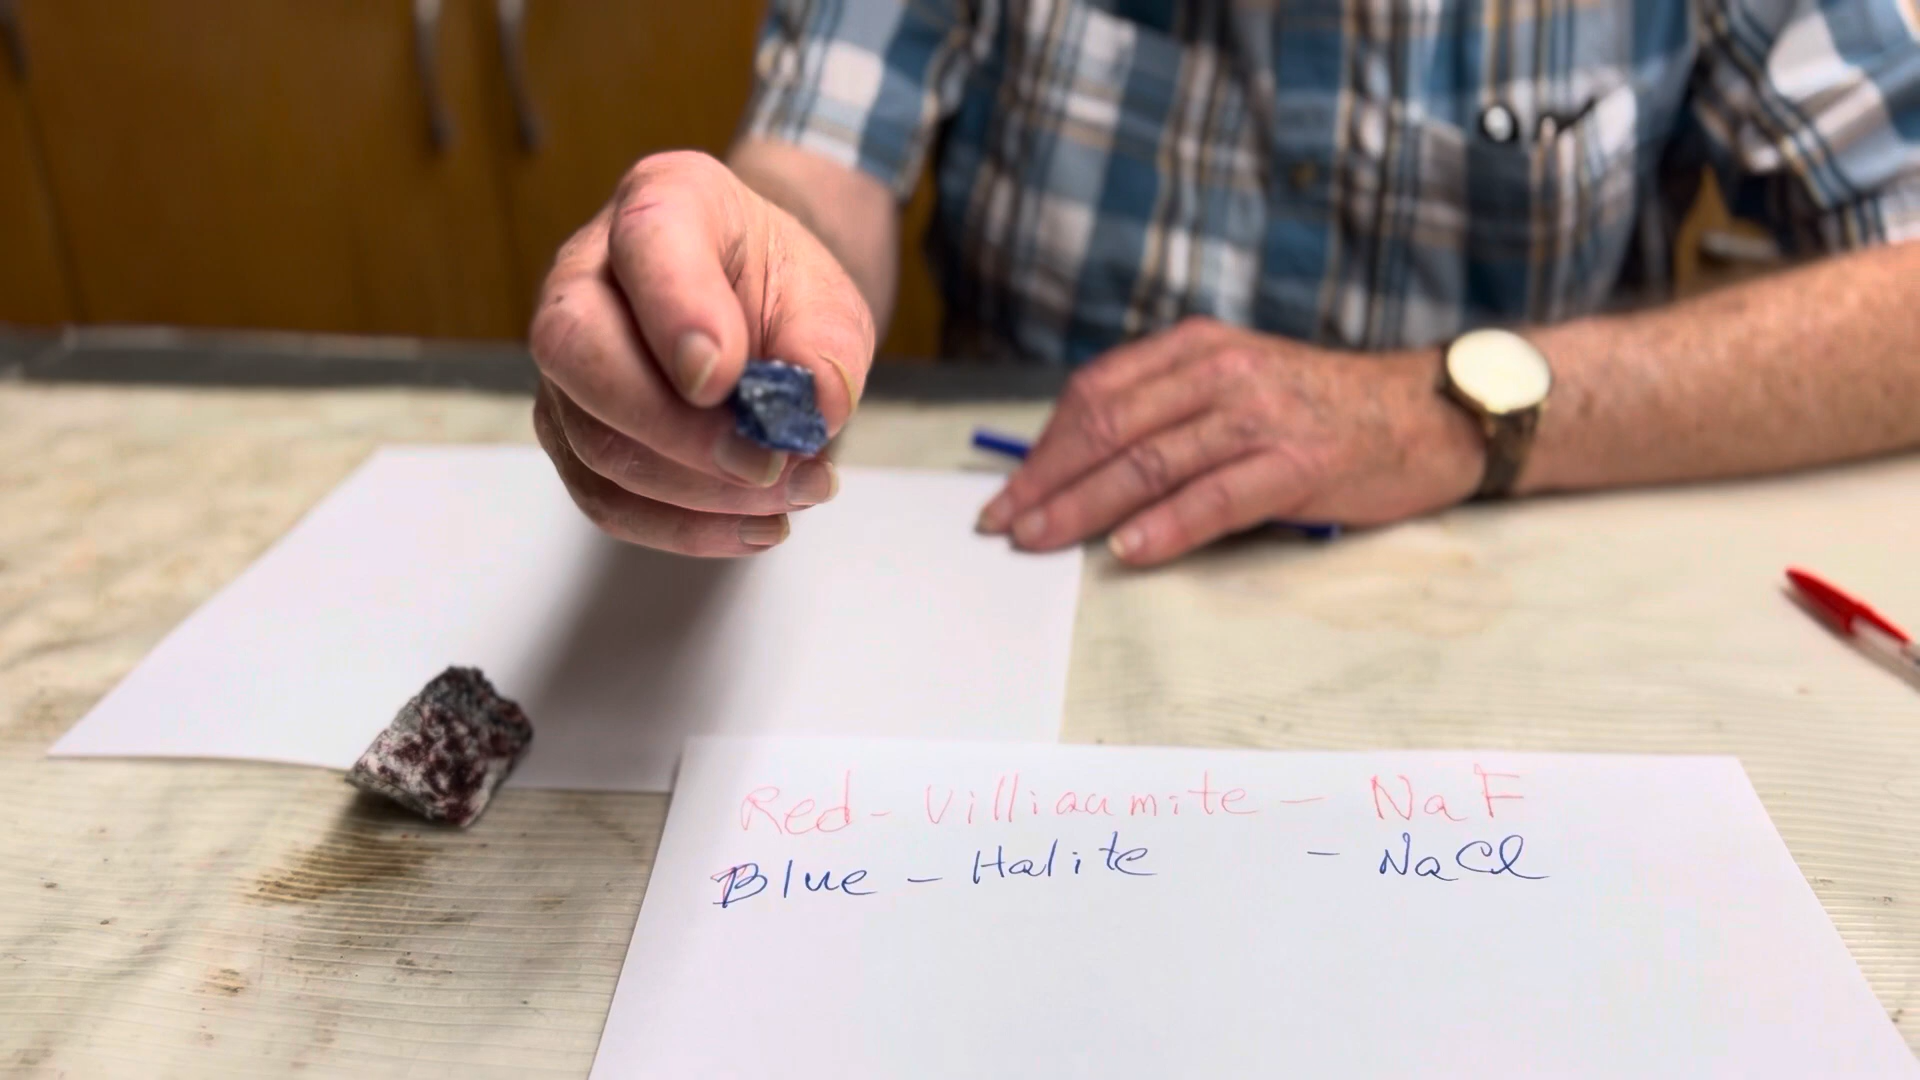 Red - Villiaumite - NaF
Blue - Halite - NaCl